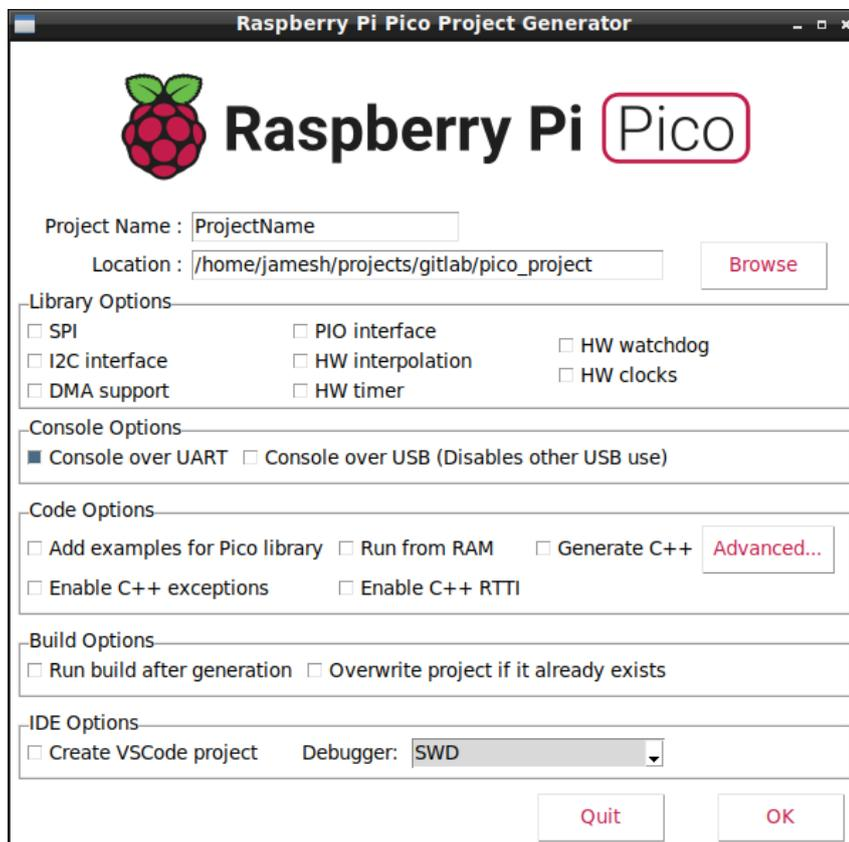 Raspberry Pi Pico Project Generator
Raspberry Pi Pico
Project Name : ProjectName
Location : /home/jamesh/projects/gitlab/pico_project Browse
Library Options
SPI PIO interface HW watchdog
I2C interface HW interpolation HW clocks
DMA support HW timer
Console Options
Console over UART Console over USB (Disables other USB use)
Code Options
Add examples for Pico library Run from RAM Generate C++ Advanced...
Enable C++ exceptions Enable C++ RTTI
Build Options
Run build after generation Overwrite project if it already exists
IDE Options
Create VSCode project Debugger: SWD
Quit OK